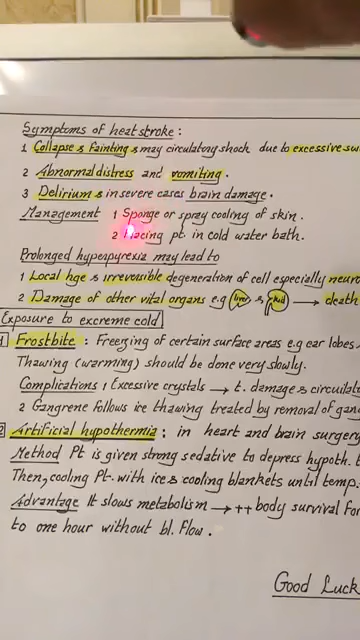 Symptoms of heat stroke :
1 Collapse & Fainting & may circulatory shock due to excessive sw
2 Abnormal distress and vomiting .
3 Delirium & in severe cases brain damage .
Management 1 Sponge or spray cooling of skin .
2 Placing pt. in cold water bath .
Prolonged hyperpyrexia may lead to
1 Local hge & irreversible degeneration of cell especially neuro
2 Damage of other vital organs e.g liver & → death
Exposure to excreme cold
1 Frostbite : Freezing of certain surface areas e.g ear lobes
Thawing (warming) should be done very slowly .
Complications 1 Excessive crystals → t. damage & circulat
2 Gangrene follows ice thawing treated by removal of gan
2 Artificial hypothermia : in heart and brain surgery
Method Pt is given strong sedative to depress hypoth. t
Then, cooling Pt. with ice & cooling blankets until temp.
Advantage It slows metabolism → ++ body survival For
to one hour without bl. Flow .
Good Luck